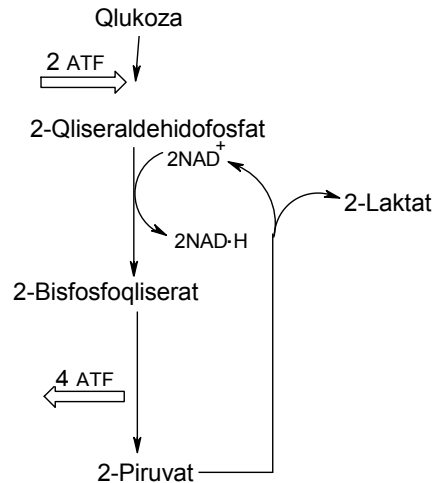 Qlukoza
2 ATF
2-Qliseraldehidofosfat
2NAD+
2-Laktat
2NAD·H
2-Bisfosfoqliserat
4 ATF
2-Piruvat